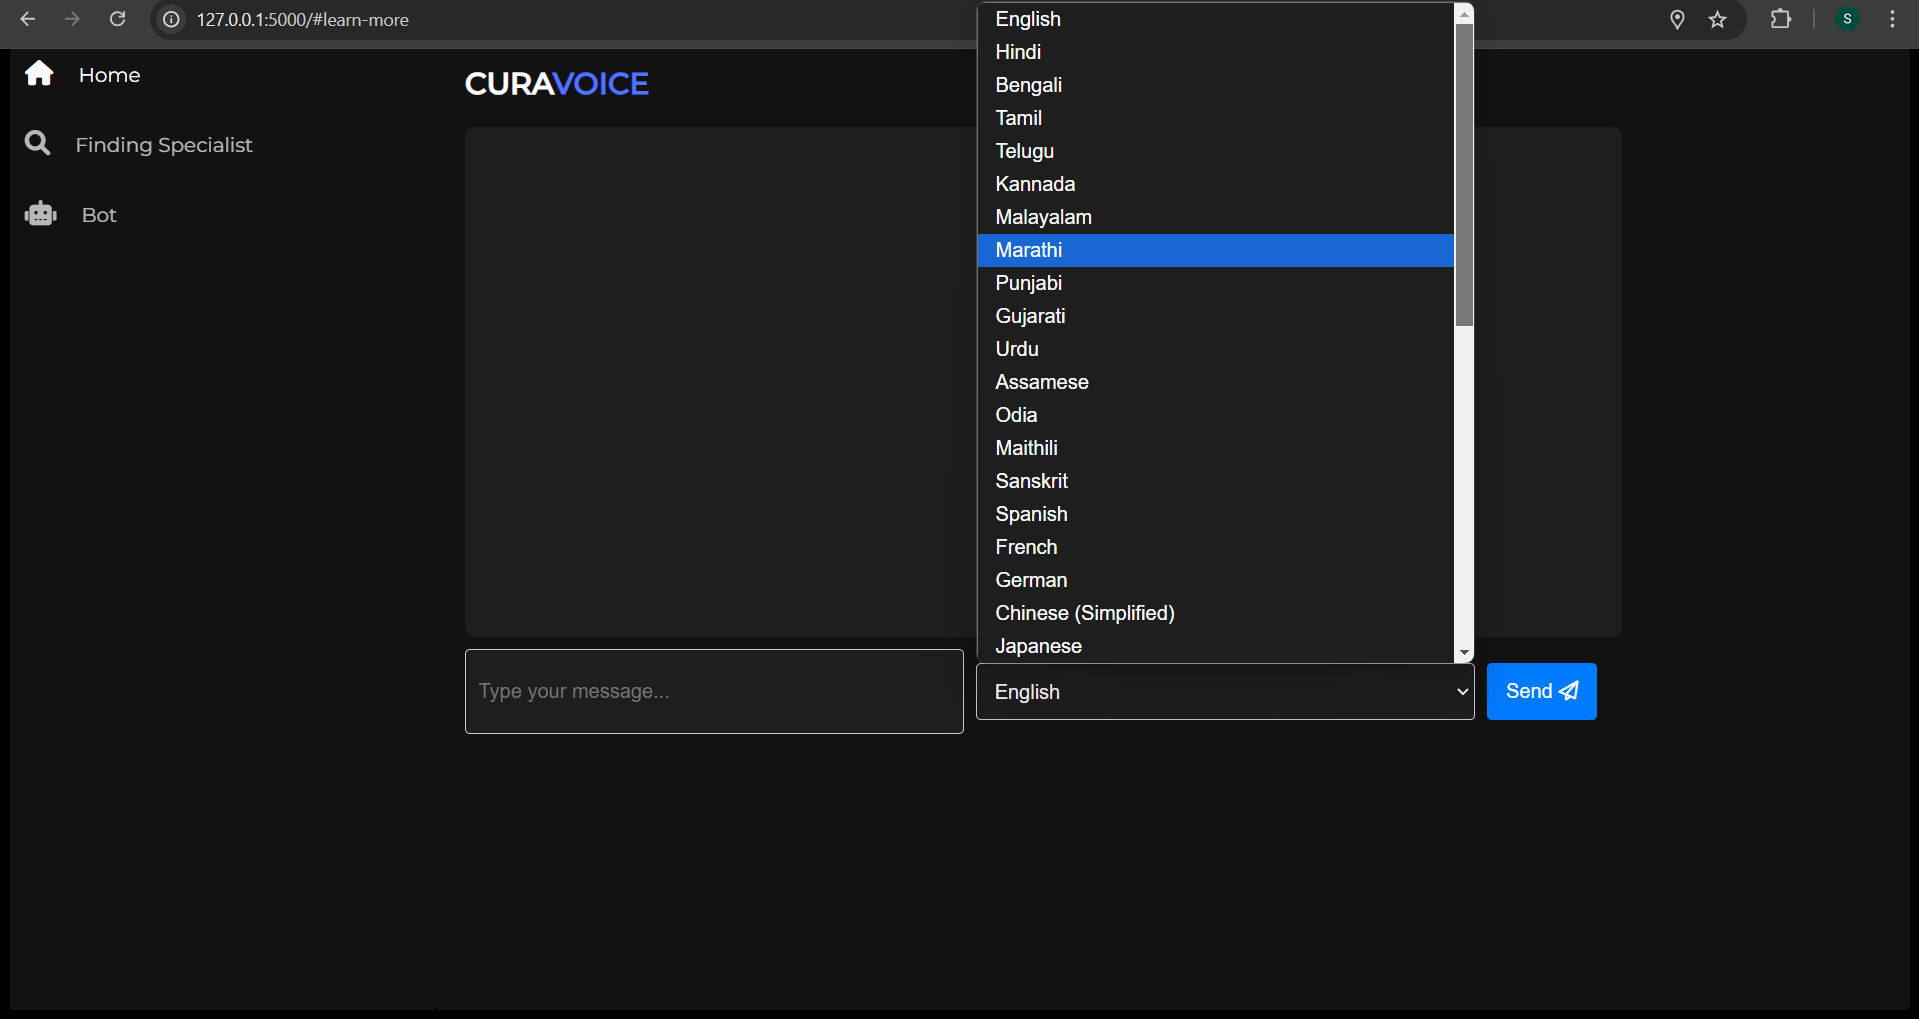 127.0.0.1:5000/#learn-more
S
Home
Finding Specialist
Bot
CURAVOICE
English
Hindi
Bengali
Tamil
Telugu
Kannada
Malayalam
Marathi
Punjabi
Gujarati
Urdu
Assamese
Odia
Maithili
Sanskrit
Spanish
French
German
Chinese (Simplified)
Japanese
Type your message...
English
Send